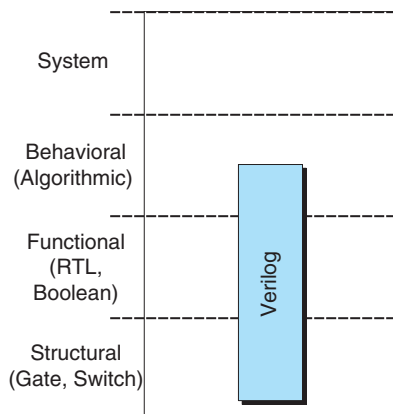 System
Behavioral
(Algorithmic)
Functional
(RTL,
Boolean)
Verilog
Structural
(Gate, Switch)